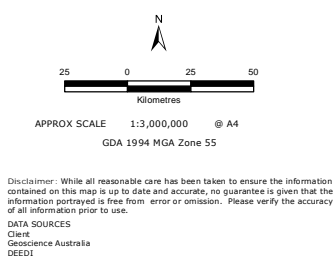 N
25 0 25 50
Kilometres
APPROX SCALE 1:3,000,000 @ A4
GDA 1994 MGA Zone 55
Disclaimer: While all reasonable care has been taken to ensure the information
contained on this map is up to date and accurate, no guarantee is given that the
information portrayed is free from error or omission. Please verify the accuracy
of all information prior to use.
DATA SOURCES
Client
Geoscience Australia
DEEDI